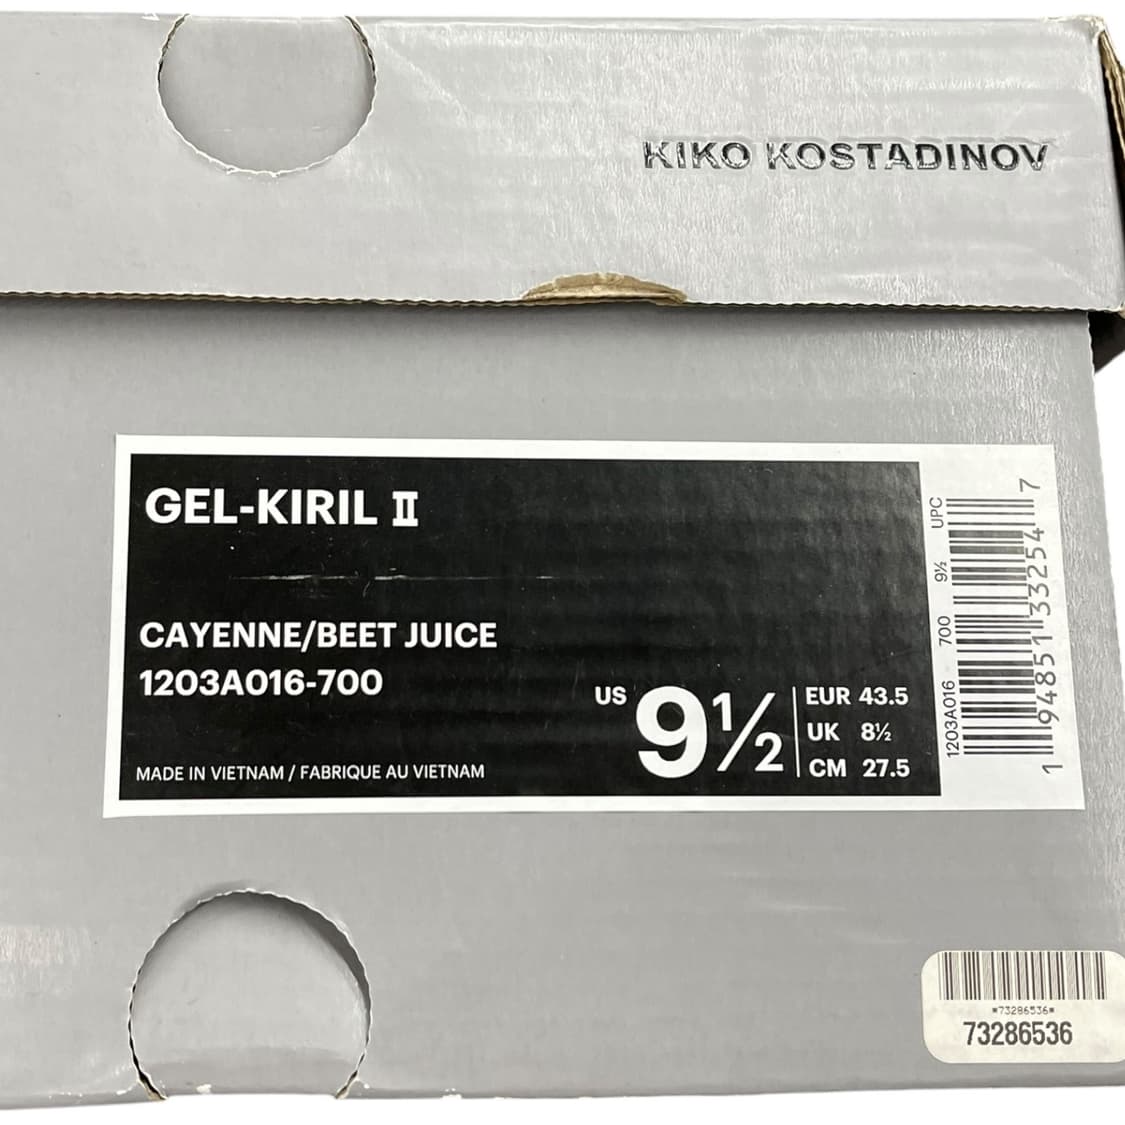 KIKO KOSTADINOV
GEL-KIRIL II
CAYENNE/BEET JUICE
1203A016-700
US 9½
EUR 43.5
UK 8½
CM 27.5
MADE IN VIETNAM / FABRIQUE AU VIETNAM
1203A016 700 9½ UPC
1 94851 33254 7
*73286536*
73286536